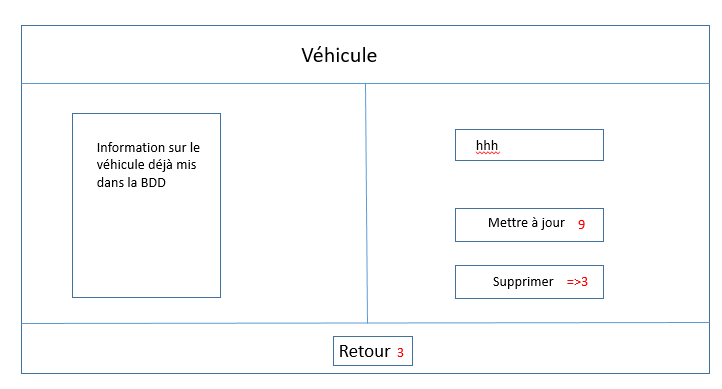 Véhicule
Information sur le
véhicule déjà mis
dans la BDD
hhh
Mettre à jour 9
Supprimer =>3
Retour 3